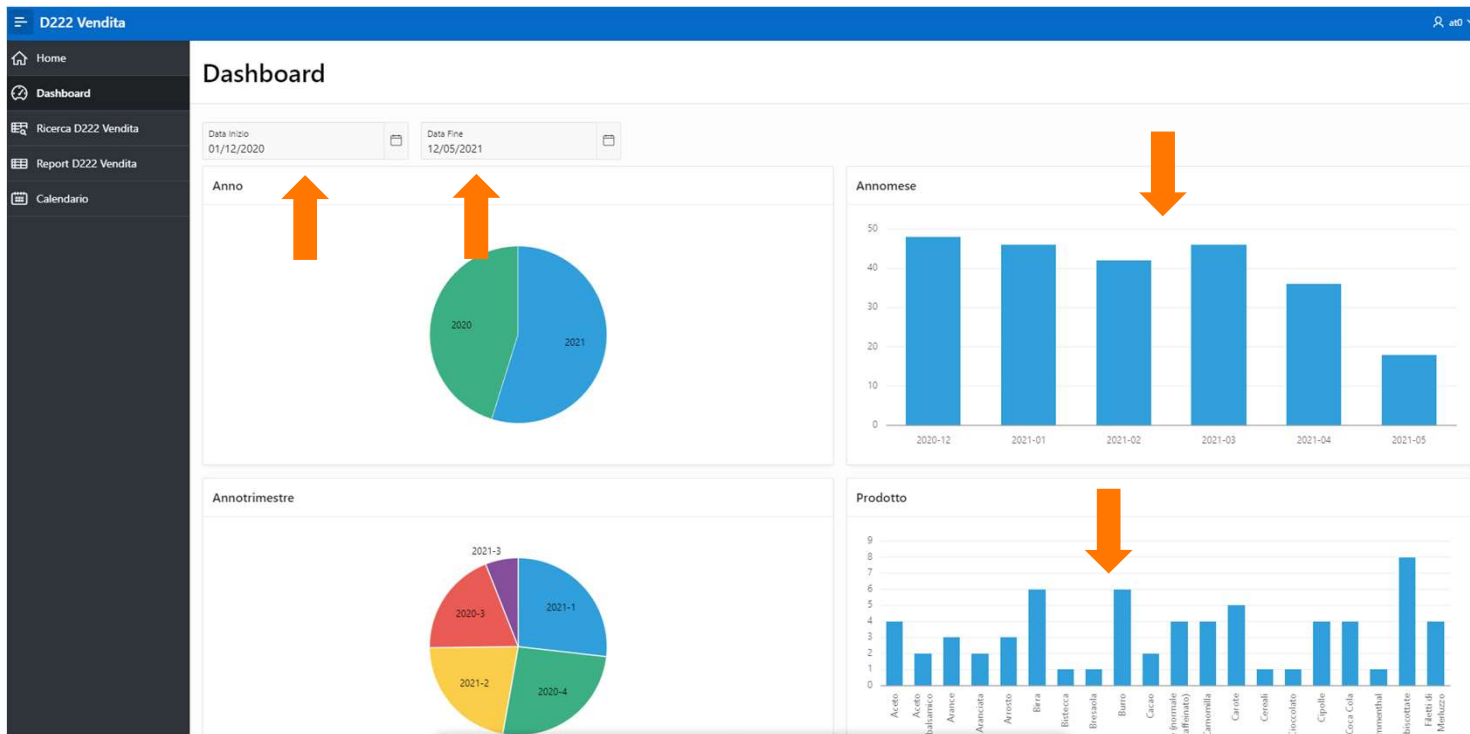 D222 Vendita
at0
Home
Dashboard
Ricerca D222 Vendita
Report D222 Vendita
Calendario
Dashboard
Data Inizio
01/12/2020
Data Fine
12/05/2021
Anno
2020
2021
Annomese
50
40
30
20
10
0
2020-12
2021-01
2021-02
2021-03
2021-04
2021-05
Annotrimestre
2021-3
2020-3
2021-1
2021-2
2020-4
Prodotto
9
8
7
6
5
4
3
2
1
0
Aceto
Aceto
balsamico
Arance
Aranciata
Arrosto
Birra
Bistecca
Bresaola
Burro
Cacao
(normale
affeinato)
Camomilla
Carote
Cereali
Cioccolato
Cipolle
Coca Cola
mmenthal
biscottate
Filetti di
Merluzzo